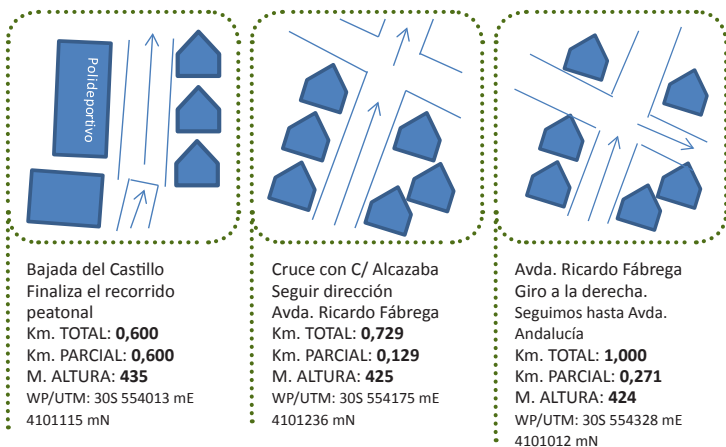 Polideportivo
Bajada del Castillo
Finaliza el recorrido
peatonal
Km. TOTAL: 0,600
Km. PARCIAL: 0,600
M. ALTURA: 435
WP/UTM: 30S 554013 mE
4101115 mN
Cruce con C/ Alcazaba
Seguir dirección
Avda. Ricardo Fábrega
Km. TOTAL: 0,729
Km. PARCIAL: 0,129
M. ALTURA: 425
WP/UTM: 30S 554175 mE
4101236 mN
Avda. Ricardo Fábrega
Giro a la derecha.
Seguimos hasta Avda.
Andalucía
Km. TOTAL: 1,000
Km. PARCIAL: 0,271
M. ALTURA: 424
WP/UTM: 30S 554328 mE
4101012 mN